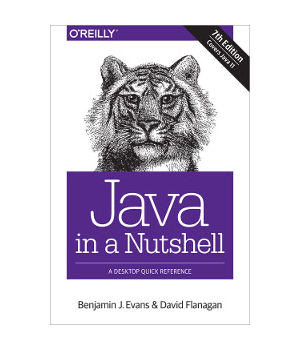 O'REILLY®
7th Edition
Covers Java 11
Java
in a Nutshell
A DESKTOP QUICK REFERENCE
Benjamin J. Evans & David Flanagan